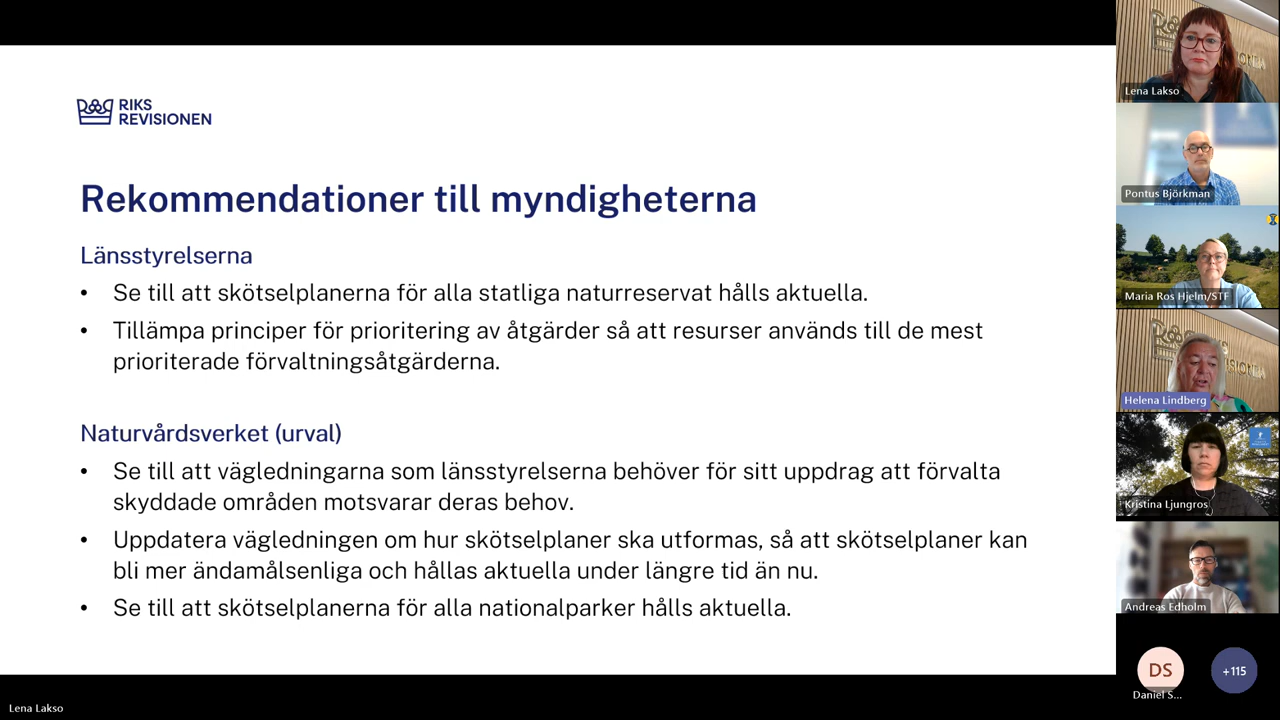 RIKS
REVISIONEN
Rekommendationer till myndigheterna
Länsstyrelserna
• Se till att skötselplanerna för alla statliga naturreservat hålls aktuella.
• Tillämpa principer för prioritering av åtgärder så att resurser används till de mest
prioriterade förvaltningsåtgärderna.
Naturvårdsverket (urval)
• Se till att vägledningarna som länsstyrelserna behöver för sitt uppdrag att förvalta
skyddade områden motsvarar deras behov.
• Uppdatera vägledningen om hur skötselplaner ska utformas, så att skötselplaner kan
bli mer ändamålsenliga och hållas aktuella under längre tid än nu.
• Se till att skötselplanerna för alla nationalparker hålls aktuella.
Lena Lakso
Lena Lakso
Pontus Björkman
Maria Ros Hjelm/STF
Helena Lindberg
Kristina Ljungros
Andreas Edholm
DS
+115
Daniel S...